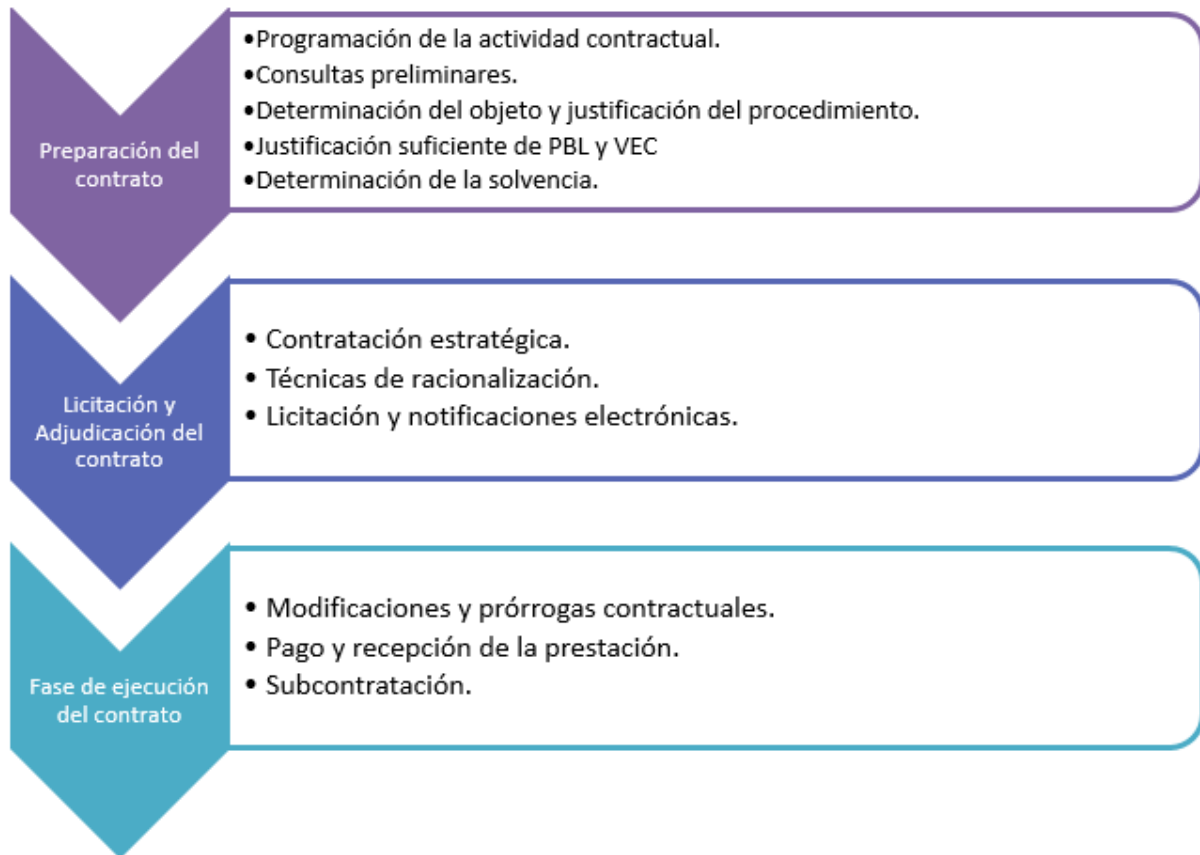 Preparación del
contrato
•Programación de la actividad contractual.
•Consultas preliminares.
•Determinación del objeto y justificación del procedimiento.
•Justificación suficiente de PBL y VEC
•Determinación de la solvencia.
Licitación y
Adjudicación del
contrato
• Contratación estratégica.
• Técnicas de racionalización.
• Licitación y notificaciones electrónicas.
Fase de ejecución
del contrato
• Modificaciones y prórrogas contractuales.
• Pago y recepción de la prestación.
• Subcontratación.